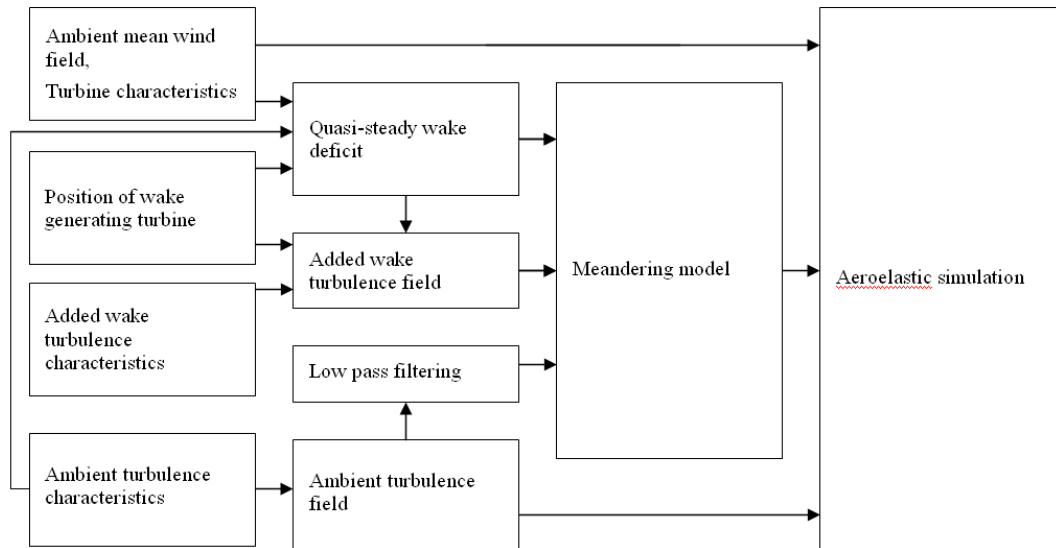 Ambient mean wind
field,
Turbine characteristics
Quasi-steady wake
deficit
Position of wake
generating turbine
Added wake
turbulence field
Meandering model
Aeroelastic simulation
Added wake
turbulence
characteristics
Low pass filtering
Ambient turbulence
characteristics
Ambient turbulence
field